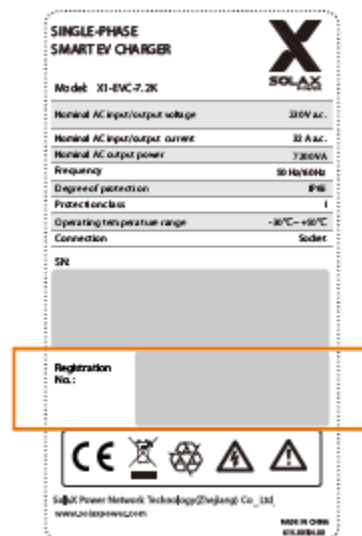 SINGLE-PHASE
SMART EV CHARGER
SOLAX
POWER
Model: X1-EVC-7.2K
Nominal AC input/output voltage 230V a.c.
Nominal AC input/output current 32 A a.c.
Nominal AC output power 7200VA
Frequency 50 Hz/60Hz
Degree of protection IP65
Protection class I
Operating temperature range -30℃~+50℃
Connection Socket
SN:
Registration
No.:
CE
SolaX Power Network Technology(Zhejiang) Co., Ltd.
www.solaxpower.com
MADE IN CHINA